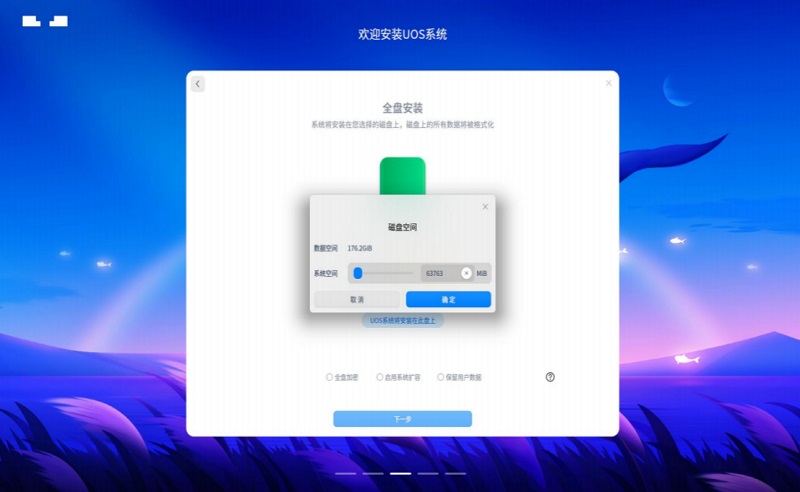 欢迎安装UOS系统
全盘安装
系统将安装在您选择的磁盘上，磁盘上的所有数据将被格式化
磁盘空间
数据空间 176.2GiB
系统空间 63763 MiB
取 消 确 定
UOS系统将安装在此盘上
全盘加密 启用系统扩容 保留用户数据
下一步